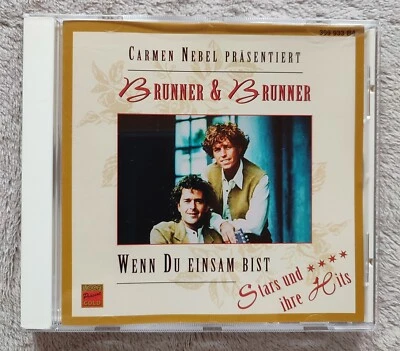 CARMEN NEBEL PRÄSENTIERT
BRUNNER & BRUNNER
WENN DU EINSAM BIST
Stars und ****
ihre Hits